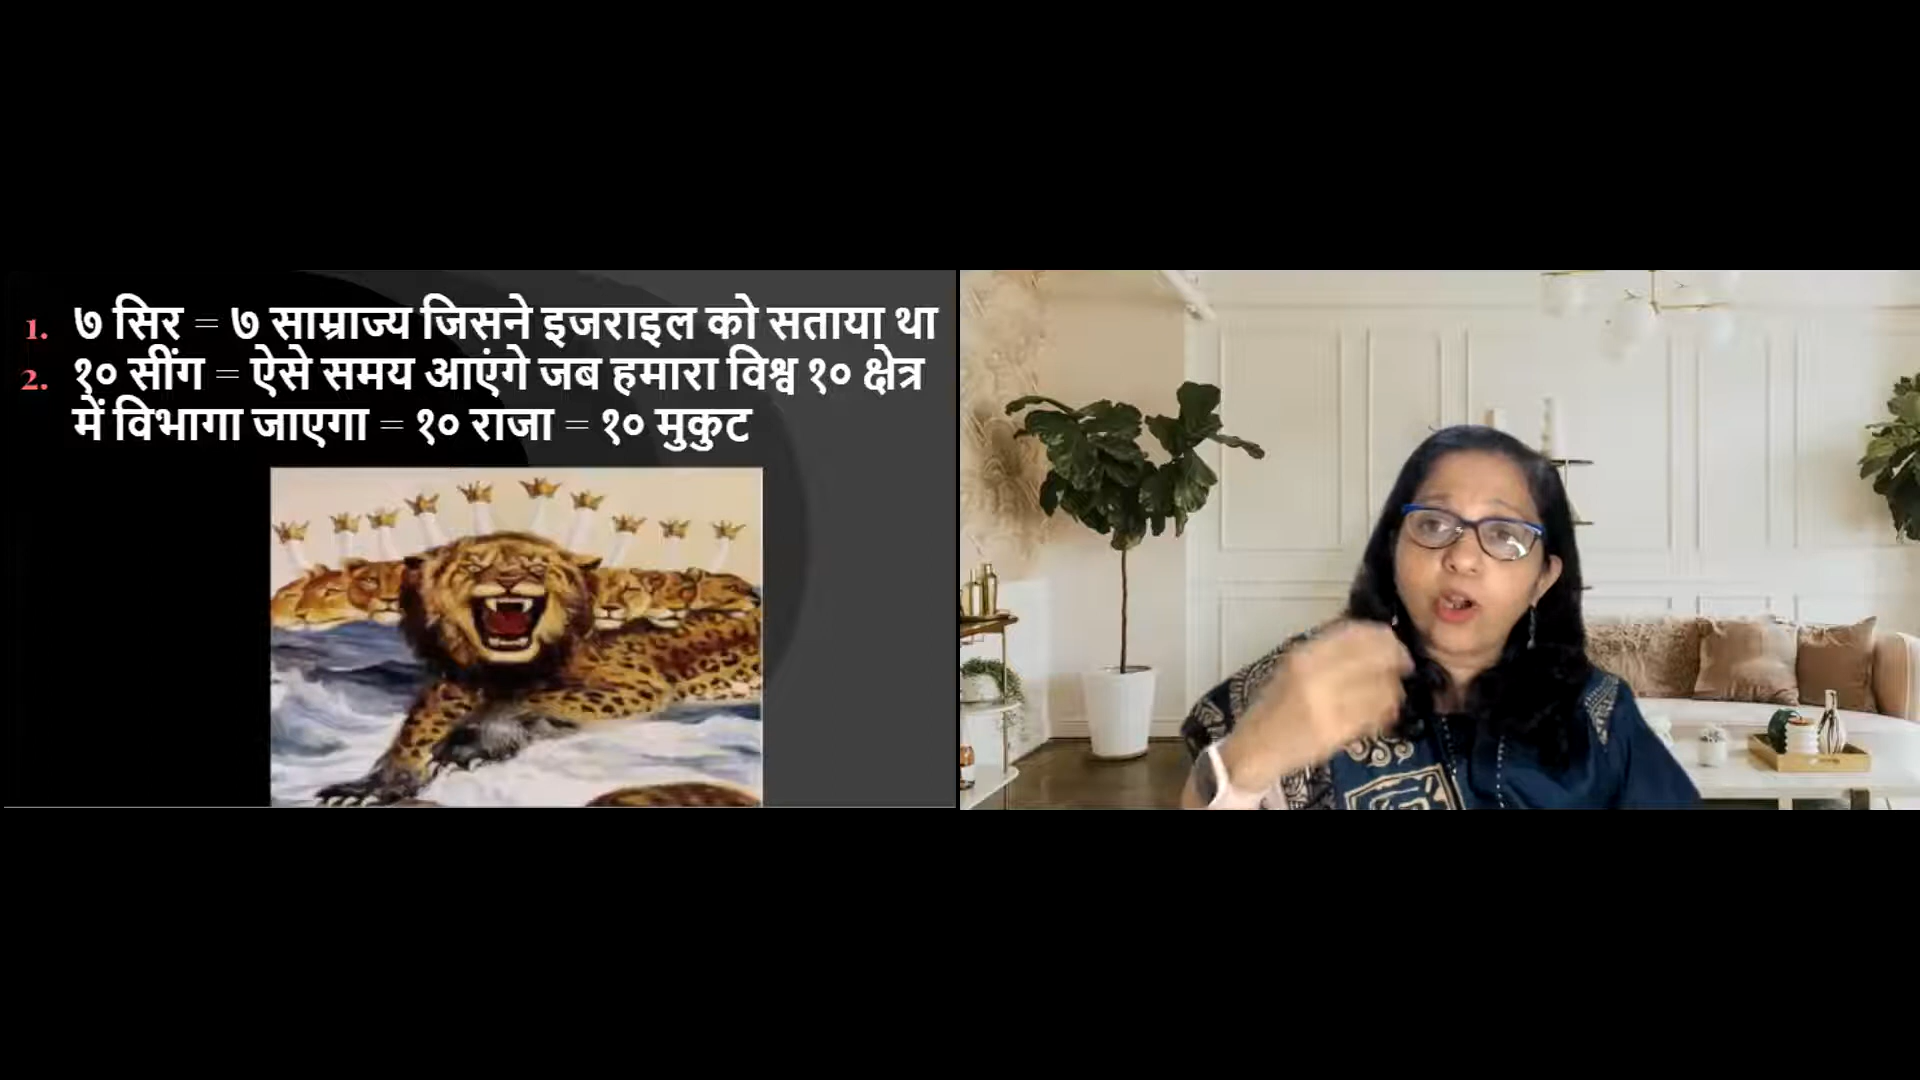 1. ७ सिर = ७ साम्राज्य जिसने इजराइल को सताया था
2. १० सींग = ऐसे समय आएंगे जब हमारा विश्व १० क्षेत्र
में विभागा जाएगा = १० राजा = १० मुकुट